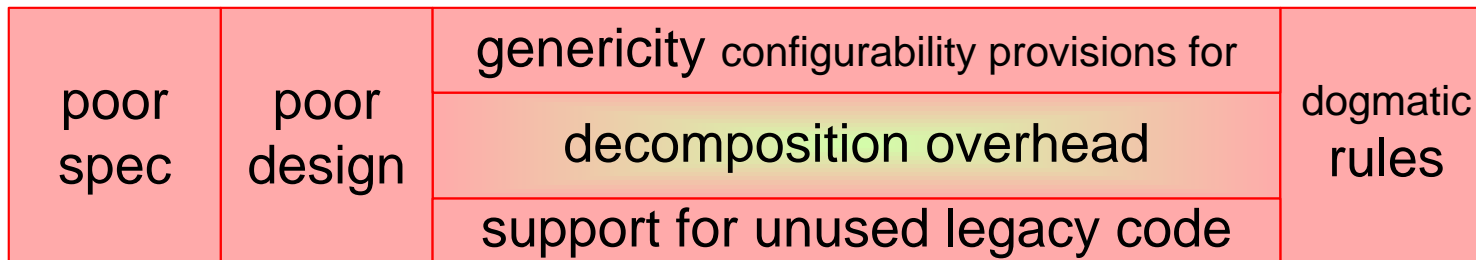 poor
spec
poor
design
genericity configurability provisions for
decomposition overhead
support for unused legacy code
dogmatic
rules